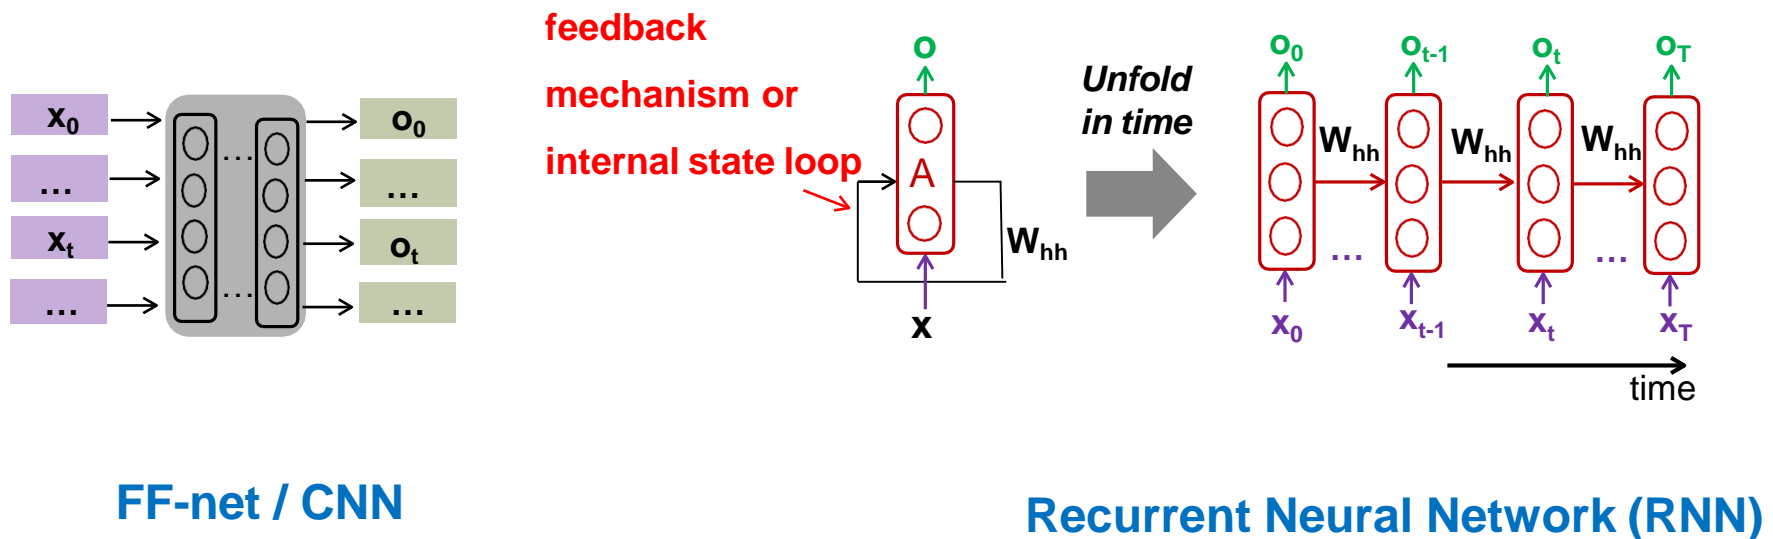 x0
...
xt
...
...
...
o0
...
ot
...
feedback
mechanism or
internal state loop
o
A
Whh
x
Unfold
in time
o0 ot-1 ot oT
Whh Whh Whh
... ...
x0 xt-1 xt xT
time
FF-net / CNN
Recurrent Neural Network (RNN)